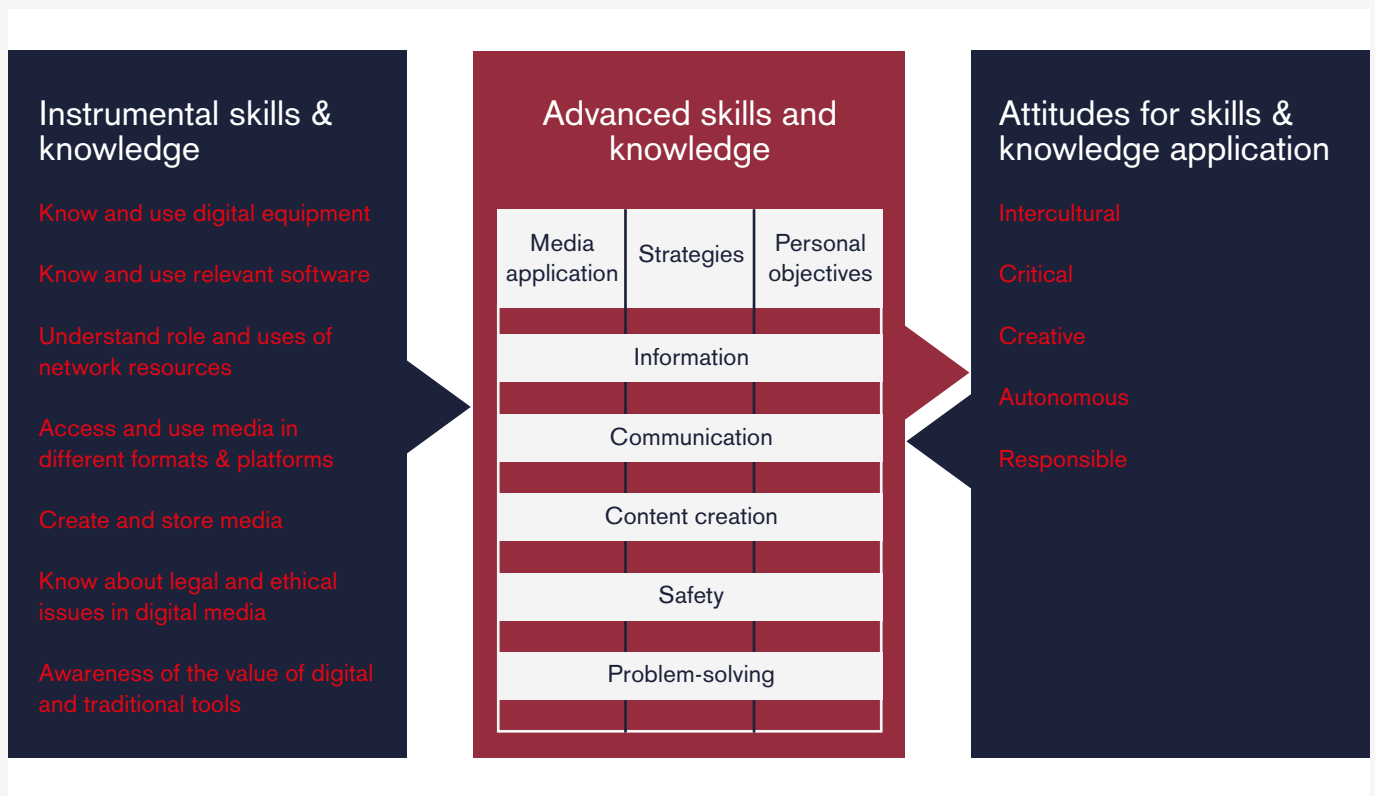 Instrumental skills &
knowledge
Know and use digital equipment
Know and use relevant software
Understand role and uses of
network resources
Access and use media in
different formats & platforms
Create and store media
Know about legal and ethical
issues in digital media
Awareness of the value of digital
and traditional tools
Advanced skills and
knowledge
Media
application
Strategies
Personal
objectives
Information
Communication
Content creation
Safety
Problem-solving
Attitudes for skills &
knowledge application
Intercultural
Critical
Creative
Autonomous
Responsible